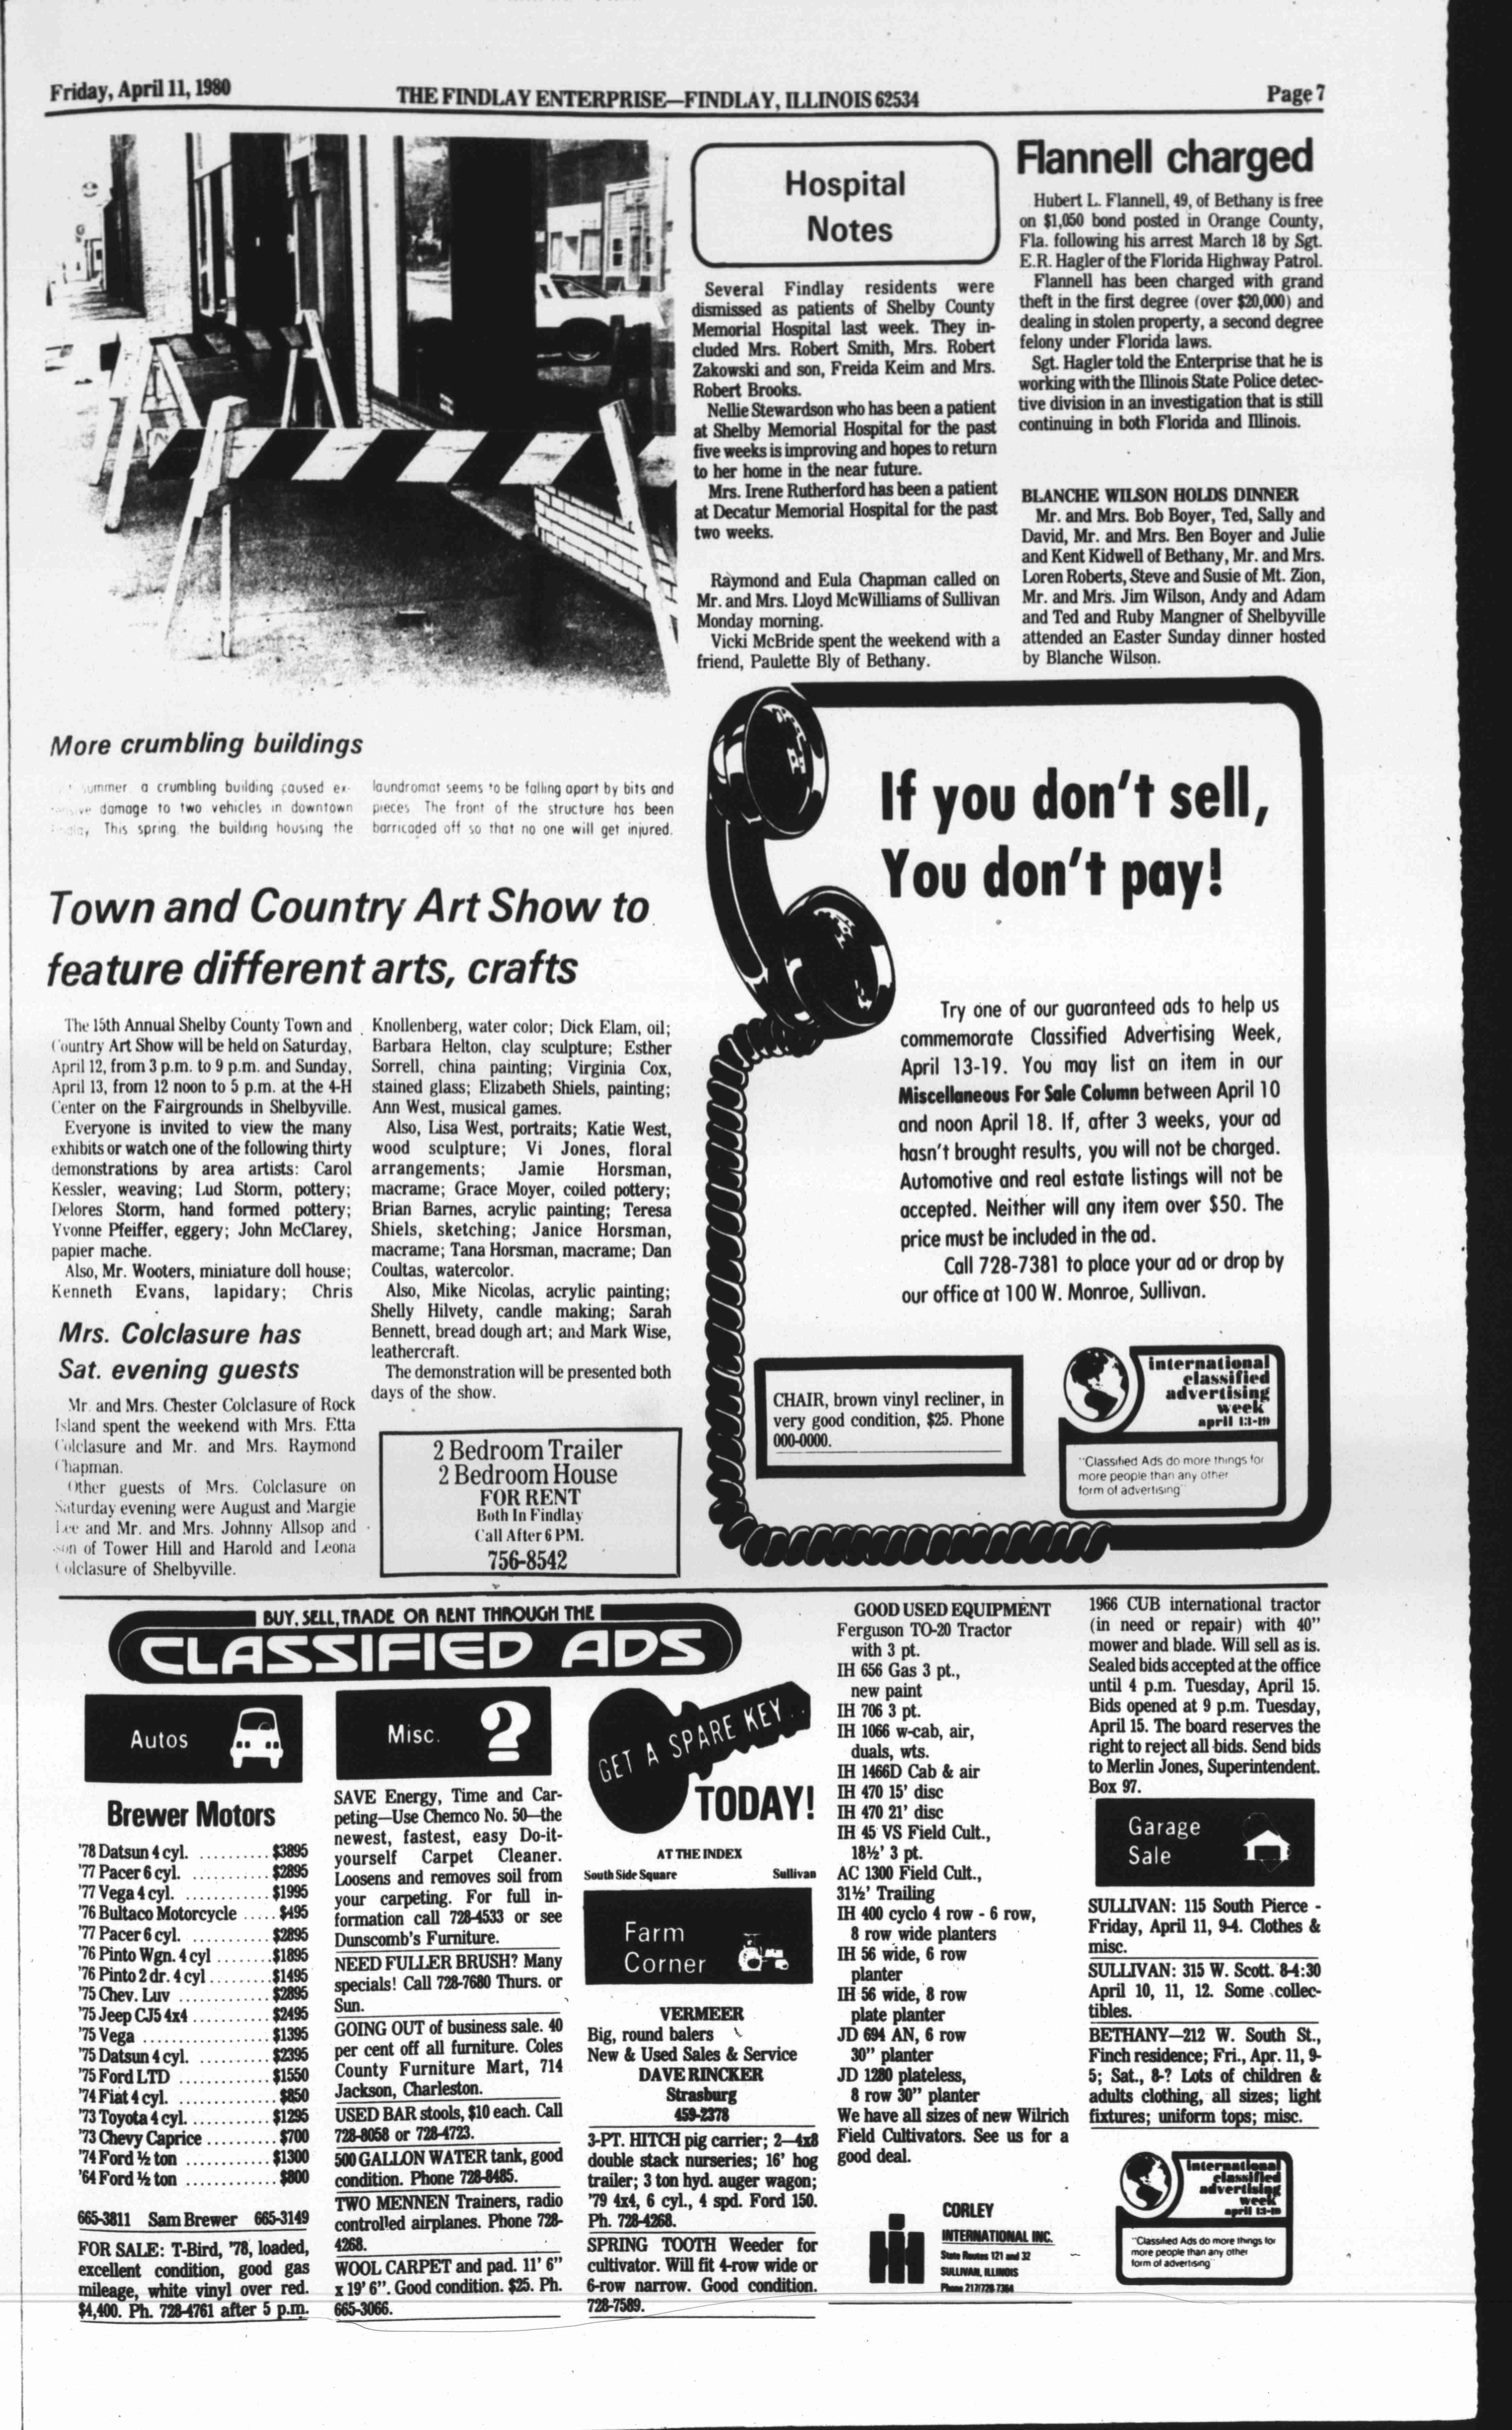 Friday, April 11, 1980
THE FINDLAY ENTERPRISE—FINDLAY, ILLINOIS 62534
Page 7
More crumbling buildings
summer a crumbling building caused ex-
damage to two vehicles in downtown
This spring, the building housing the
laundromat seems to be falling apart by bits and
pieces. The front of the structure has been
barricaded off so that no one will get injured.
Hospital
Notes
Several Findlay residents were
dismissed as patients of Shelby County
Memorial Hospital last week. They in-
cluded Mrs. Robert Smith, Mrs. Robert
Zakowski and son, Freida Keim and Mrs.
Robert Brooks.
Nellie Stewardson who has been a patient
at Shelby Memorial Hospital for the past
five weeks is improving and hopes to return
to her home in the near future.
Mrs. Irene Rutherford has been a patient
at Decatur Memorial Hospital for the past
two weeks.
Raymond and Eula Chapman called on
Mr. and Mrs. Lloyd McWilliams of Sullivan
Monday morning.
Vicki McBride spent the weekend with a
friend, Paulette Bly of Bethany.
Flannell charged
Hubert L. Flannell, 49, of Bethany is free
on $1,050 bond posted in Orange County,
Fla. following his arrest March 18 by Sgt.
E.R. Hagler of the Florida Highway Patrol.
Flannell has been charged with grand
theft in the first degree (over $20,000) and
dealing in stolen property, a second degree
felony under Florida laws.
Sgt. Hagler told the Enterprise that he is
working with the Illinois State Police detec-
tive division in an investigation that is still
continuing in both Florida and Illinois.
BLANCHE WILSON HOLDS DINNER
Mr. and Mrs. Bob Boyer, Ted, Sally and
David, Mr. and Mrs. Ben Boyer and Julie
and Kent Kidwell of Bethany, Mr. and Mrs.
Loren Roberts, Steve and Susie of Mt. Zion,
Mr. and Mrs. Jim Wilson, Andy and Adam
and Ted and Ruby Mangner of Shelbyville
attended an Easter Sunday dinner hosted
by Blanche Wilson.
Town and Country Art Show to
feature different arts, crafts
The 15th Annual Shelby County Town and
Country Art Show will be held on Saturday,
April 12, from 3 p.m. to 9 p.m. and Sunday,
April 13, from 12 noon to 5 p.m. at the 4-H
Center on the Fairgrounds in Shelbyville.
Everyone is invited to view the many
exhibits or watch one of the following thirty
demonstrations by area artists: Carol
Kessler, weaving; Lud Storm, pottery;
Delores Storm, hand formed pottery;
Yvonne Pfeiffer, eggery; John McClarey,
papier mache.
Also, Mr. Wooters, miniature doll house;
Kenneth Evans, lapidary; Chris
Knollenberg, water color; Dick Elam, oil;
Barbara Helton, clay sculpture; Esther
Sorrell, china painting; Virginia Cox,
stained glass; Elizabeth Shiels, painting;
Ann West, musical games.
Also, Lisa West, portraits; Katie West,
wood sculpture; Vi Jones, floral
arrangements; Jamie Horsman,
macrame; Grace Moyer, coiled pottery;
Brian Barnes, acrylic painting; Teresa
Shiels, sketching; Janice Horsman,
macrame; Tana Horsman, macrame; Dan
Coultas, watercolor.
Also, Mike Nicolas, acrylic painting;
Shelly Hilvety, candle making; Sarah
Bennett, bread dough art; and Mark Wise,
leathercraft.
The demonstration will be presented both
days of the show.
Mrs. Colclasure has
Sat. evening guests
Mr. and Mrs. Chester Colclasure of Rock
Island spent the weekend with Mrs. Etta
Colclasure and Mr. and Mrs. Raymond
Chapman.
Other guests of Mrs. Colclasure on
Saturday evening were August and Margie
Lee and Mr. and Mrs. Johnny Allsop and
son of Tower Hill and Harold and Leona
Colclasure of Shelbyville.
2 Bedroom Trailer
2 Bedroom House
FOR RENT
Both In Findlay
Call After 6 PM.
756-8542
If you don't sell,
You don't pay!
Try one of our guaranteed ads to help us
commemorate Classified Advertising Week,
April 13-19. You may list an item in our
Miscellaneous For Sale Column between April 10
and noon April 18. If, after 3 weeks, your ad
hasn't brought results, you will not be charged.
Automotive and real estate listings will not be
accepted. Neither will any item over $50. The
price must be included in the ad.
Call 728-7381 to place your ad or drop by
our office at 100 W. Monroe, Sullivan.
CHAIR, brown vinyl recliner, in
very good condition, $25. Phone
000-0000.
international
classified
advertising
week
april 13-19
"Classified Ads do more things for
more people than any other
form of advertising"
BUY, SELL, TRADE OR RENT THROUGH THE
CLASSIFIED ADS
Autos
Brewer Motors
'78 Datsun 4 cyl. .......... $3895
'77 Pacer 6 cyl. ........... $2895
'77 Vega 4 cyl. ............ $1995
'76 Bultaco Motorcycle ..... $495
'77 Pacer 6 cyl. ........... $2895
'76 Pinto Wgn. 4 cyl ........ $1895
'76 Pinto 2 dr. 4 cyl ......... $1495
'75 Chev. Luv ............. $2895
'75 Jeep CJ5 4x4 ........... $2495
'75 Vega .................. $1395
'75 Datsun 4 cyl. .......... $2395
'75 Ford LTD ............. $1550
'74 Fiat 4 cyl. .............. $850
'73 Toyota 4 cyl. ........... $1295
'73 Chevy Caprice .......... $700
'74 Ford ½ ton ............ $1300
'64 Ford ½ ton ............ $800
665-3811 Sam Brewer 665-3149
FOR SALE: T-Bird, '78, loaded,
excellent condition, good gas
mileage, white vinyl over red.
$4,400. Ph. 728-4761 after 5 p.m.
Misc.
?
SAVE Energy, Time and Car-
peting—Use Chemco No. 50—the
newest, fastest, easy Do-it-
yourself Carpet Cleaner.
Loosens and removes soil from
your carpeting. For full in-
formation call 728-4533 or see
Dunscomb's Furniture.
NEED FULLER BRUSH? Many
specials! Call 728-7680 Thurs. or
Sun.
GOING OUT of business sale. 40
per cent off all furniture. Coles
County Furniture Mart, 714
Jackson, Charleston.
USED BAR stools, $10 each. Call
728-8058 or 728-4723.
500 GALLON WATER tank, good
condition. Phone 728-8485.
TWO MENNEN Trainers, radio
controlled airplanes. Phone 728-
4268.
WOOL CARPET and pad. 11' 6"
x 19' 6". Good condition. $25. Ph.
665-3066.
GET A SPARE KEY...
TODAY!
AT THE INDEX
South Side Square Sullivan
Farm
Corner
VERMEER
Big, round balers
New & Used Sales & Service
DAVE RINCKER
Strasburg
459-2378
3-PT. HITCH pig carrier; 2—4x8
double stack nurseries; 16' hog
trailer; 3 ton hyd. auger wagon;
'79 4x4, 6 cyl., 4 spd. Ford 150.
Ph. 728-4268.
SPRING TOOTH Weeder for
cultivator. Will fit 4-row wide or
6-row narrow. Good condition.
728-7589.
GOOD USED EQUIPMENT
Ferguson TO-20 Tractor
with 3 pt.
IH 656 Gas 3 pt.,
new paint
IH 706 3 pt.
IH 1066 w-cab, air,
duals, wts.
IH 1466D Cab & air
IH 470 15' disc
IH 470 21' disc
IH 45 VS Field Cult.,
18½' 3 pt.
AC 1300 Field Cult.,
31½' Trailing
IH 400 cyclo 4 row - 6 row,
8 row wide planters
IH 56 wide, 6 row
planter
IH 56 wide, 8 row
plate planter
JD 694 AN, 6 row
30" planter
JD 1280 plateless,
8 row 30" planter
We have all sizes of new Wilrich
Field Cultivators. See us for a
good deal.
CORLEY
INTERNATIONAL INC.
State Routes 121 and 32
SULLIVAN, ILLINOIS
Phone 217/728-7364
1966 CUB international tractor
(in need or repair) with 40"
mower and blade. Will sell as is.
Sealed bids accepted at the office
until 4 p.m. Tuesday, April 15.
Bids opened at 9 p.m. Tuesday,
April 15. The board reserves the
right to reject all bids. Send bids
to Merlin Jones, Superintendent.
Box 97.
Garage
Sale
SULLIVAN: 115 South Pierce -
Friday, April 11, 9-4. Clothes &
misc.
SULLIVAN: 315 W. Scott. 8-4:30
April 10, 11, 12. Some collec-
tibles.
BETHANY—212 W. South St.,
Finch residence; Fri., Apr. 11, 9-
5; Sat., 8-? Lots of children &
adults clothing, all sizes; light
fixtures; uniform tops; misc.
international
classified
advertising
week
april 13-19
"Classified Ads do more things for
more people than any other
form of advertising"